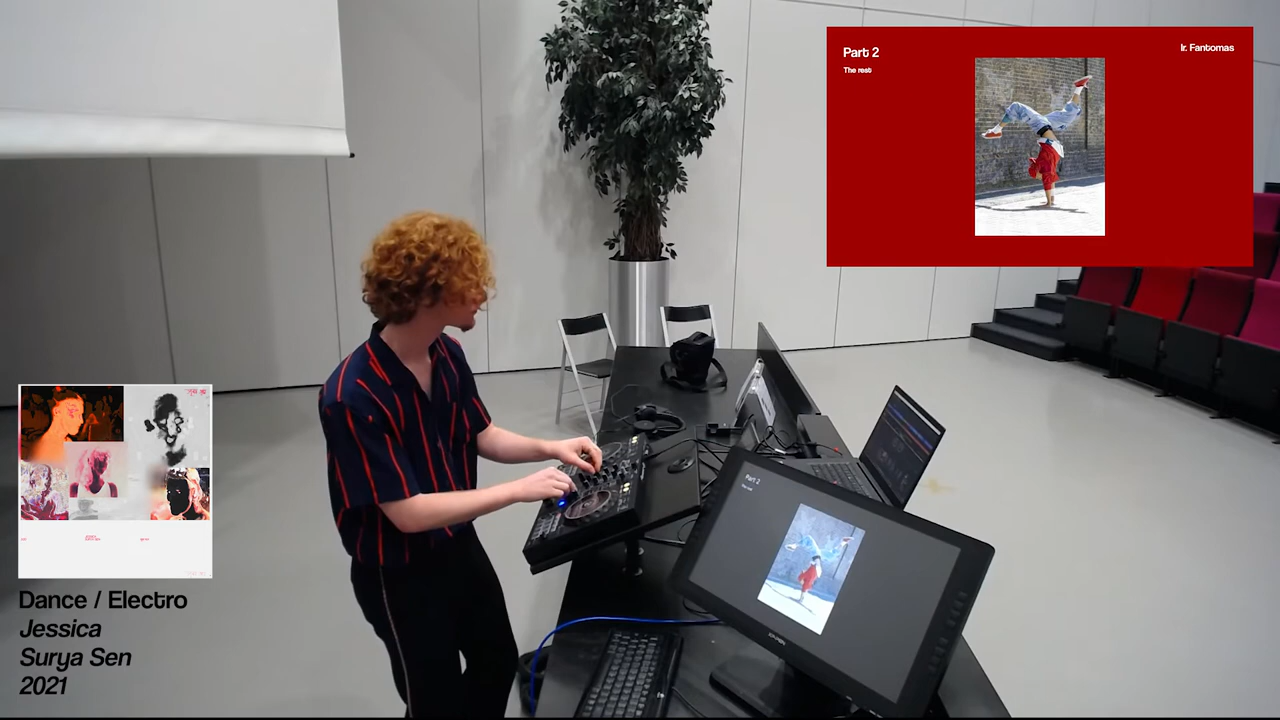 Part 2
The rest
Ir. Fantomas
Part 2
Dance / Electro
Jessica
Surya Sen
2021